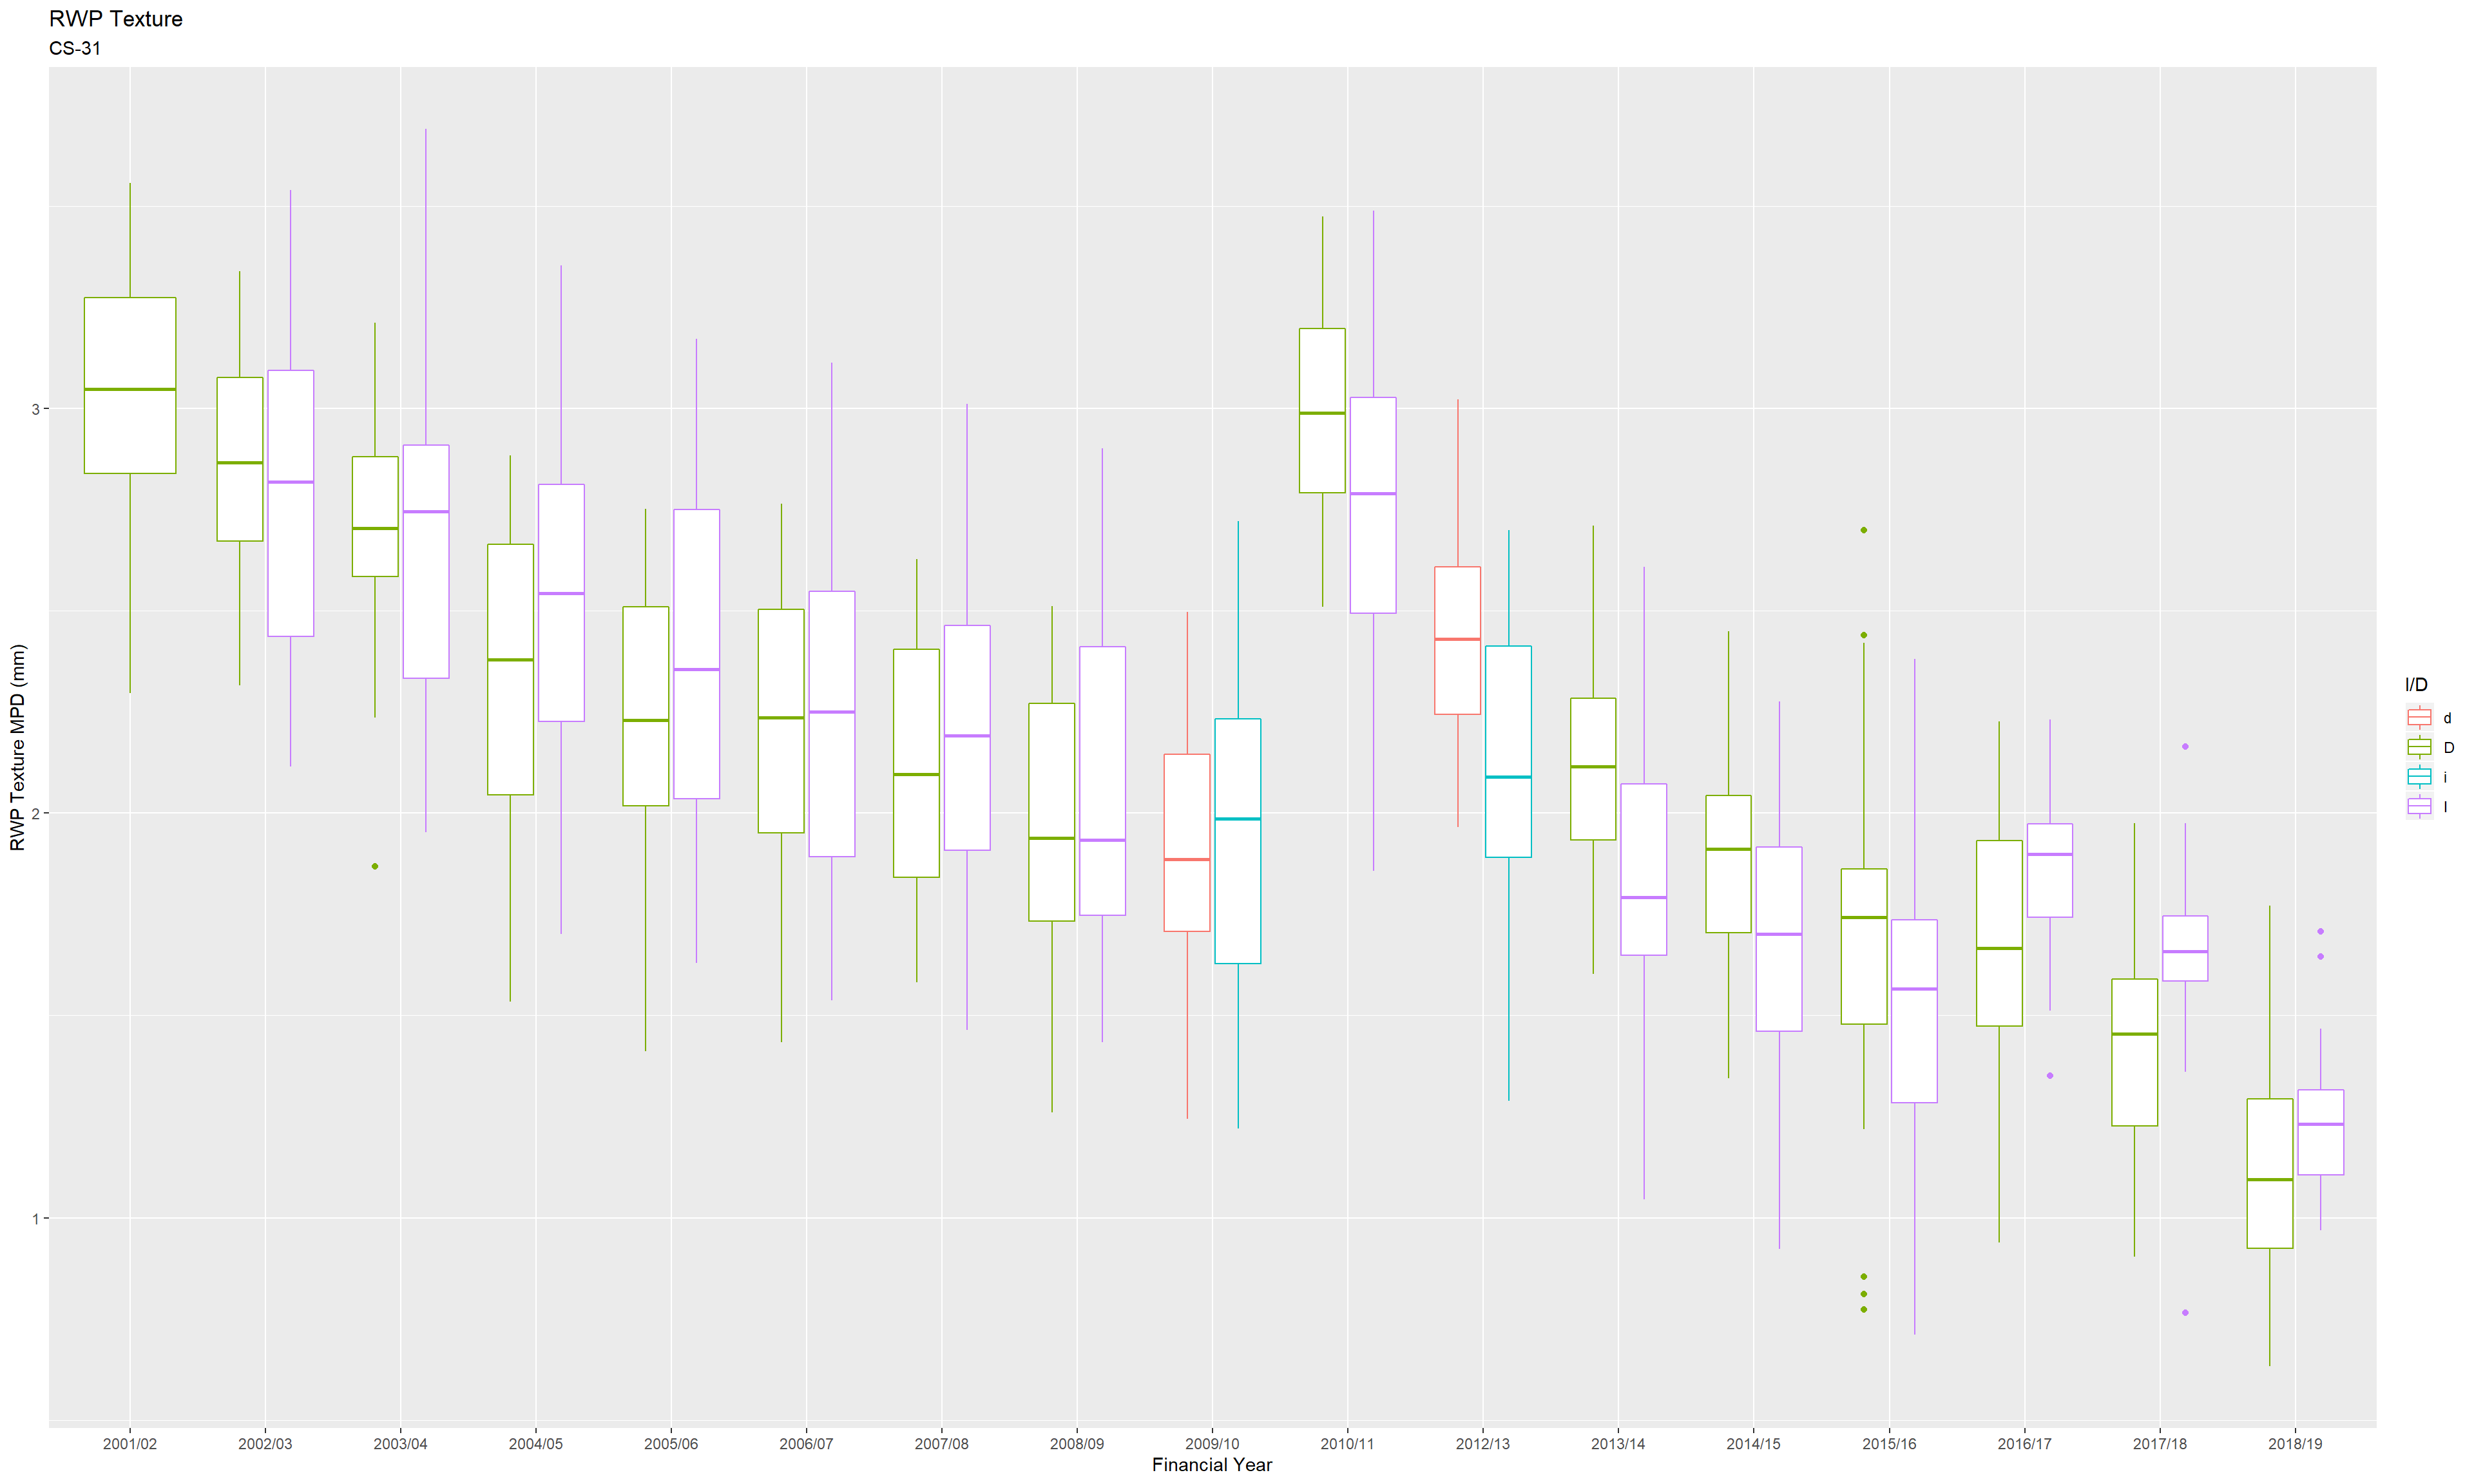 RWP Texture
CS-31
RWP Texture MPD (mm)
3
2
1
2001/02 2002/03 2003/04 2004/05 2005/06 2006/07 2007/08 2008/09 2009/10 2010/11 2012/13 2013/14 2014/15 2015/16 2016/17 2017/18 2018/19
Financial Year
I/D
d
D
i
I